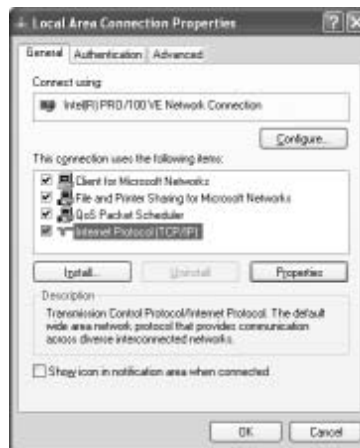 Local Area Connection Properties
General
Authentication
Advanced
Connect using:
Intel(R) PRO/100 VE Network Connection
Configure...
This connection uses the following items:
Client for Microsoft Networks
File and Printer Sharing for Microsoft Networks
QoS Packet Scheduler
Internet Protocol (TCP/IP)
Install...
Uninstall
Properties
Description
Transmission Control Protocol/Internet Protocol. The default
wide area network protocol that provides communication
across diverse interconnected networks.
Show icon in notification area when connected
OK
Cancel